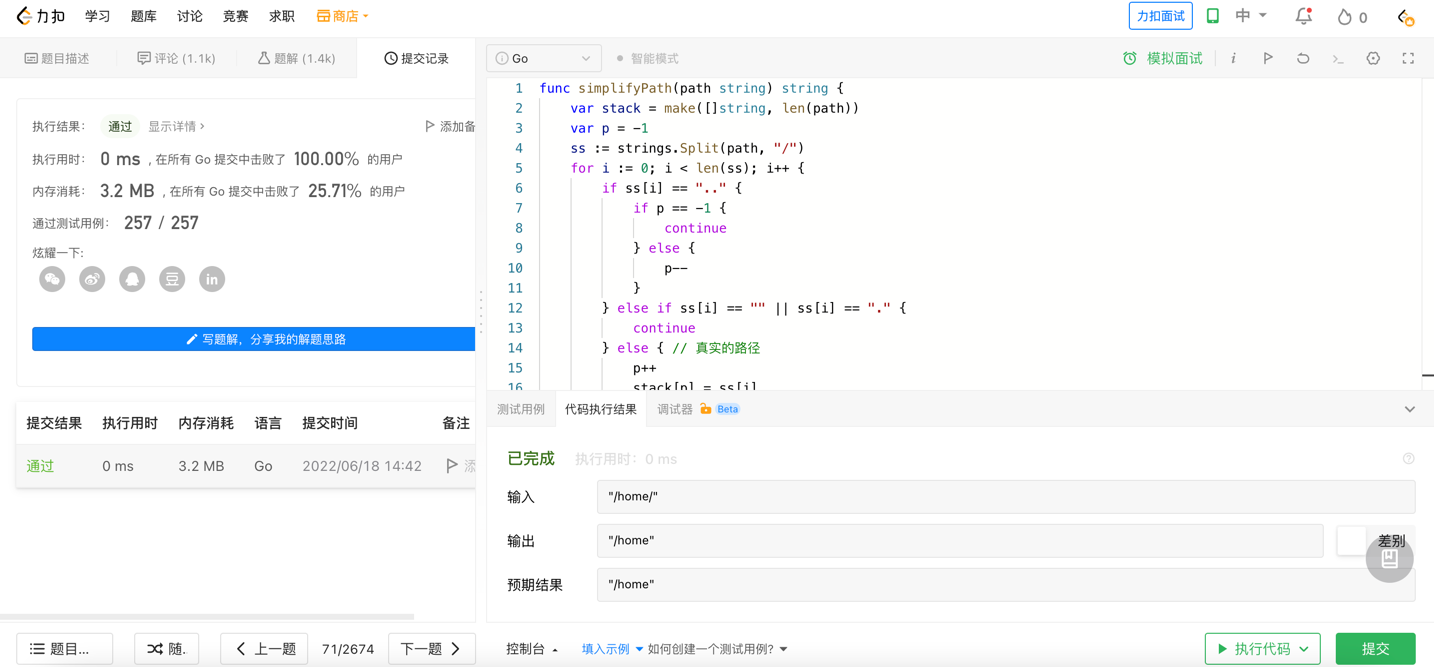 力扣 学习 题库 讨论 竞赛 求职 商店 力扣面试 中 0
题目描述 评论 (1.1k) 题解 (1.4k) 提交记录
Go 智能模式 模拟面试
执行结果： 通过 显示详情 添加备
执行用时： 0 ms , 在所有 Go 提交中击败了 100.00% 的用户
内存消耗： 3.2 MB , 在所有 Go 提交中击败了 25.71% 的用户
通过测试用例： 257 / 257
炫耀一下:
豆 in
写题解，分享我的解题思路
提交结果 执行用时 内存消耗 语言 提交时间 备注
通过 0 ms 3.2 MB Go 2022/06/18 14:42 添
1 func simplifyPath(path string) string {
2 var stack = make([]string, len(path))
3 var p = -1
4 ss := strings.Split(path, "/")
5 for i := 0; i < len(ss); i++ {
6 if ss[i] == ".." {
7 if p == -1 {
8 continue
9 } else {
10 p--
11 }
12 } else if ss[i] == "" || ss[i] == "." {
13 continue
14 } else { // 真实的路径
15 p++
16 stack[p] = ss[i]
测试用例 代码执行结果 调试器 Beta
已完成 执行用时：0 ms
输入 "/home/"
输出 "/home" 差别
预期结果 "/home"
题目... 随. 上一题 71/2674 下一题 控制台 填入示例 如何创建一个测试用例? 执行代码 提交